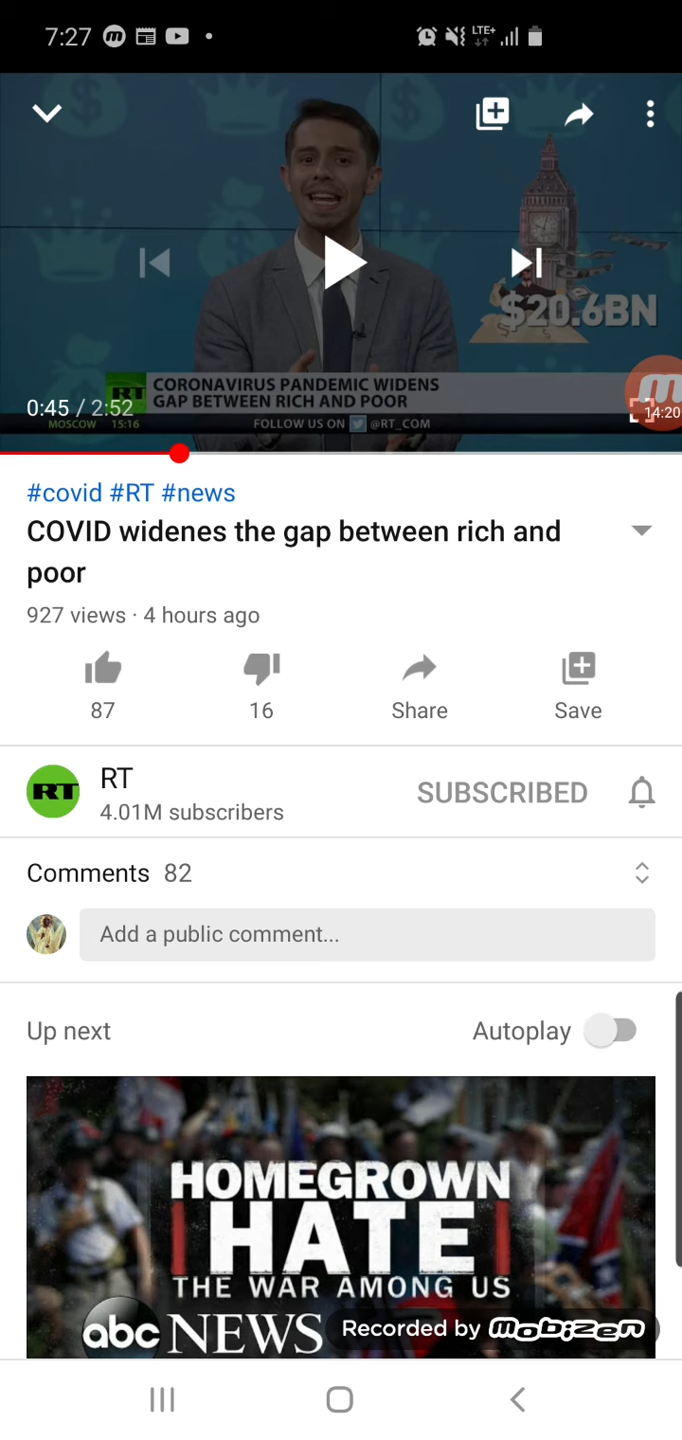 7:27
LTE+
$20.6BN
CORONAVIRUS PANDEMIC WIDENS
GAP BETWEEN RICH AND POOR
RT
0:45 / 2:52
14:20
MOSCOW 15:16
FOLLOW US ON @RT_COM
#covid #RT #news
COVID widenes the gap between rich and
poor
927 views · 4 hours ago
87
16
Share
Save
RT
RT
4.01M subscribers
SUBSCRIBED
Comments 82
Add a public comment...
Up next
Autoplay
HOMEGROWN
HATE
THE WAR AMONG US
abc NEWS
Recorded by mobizen